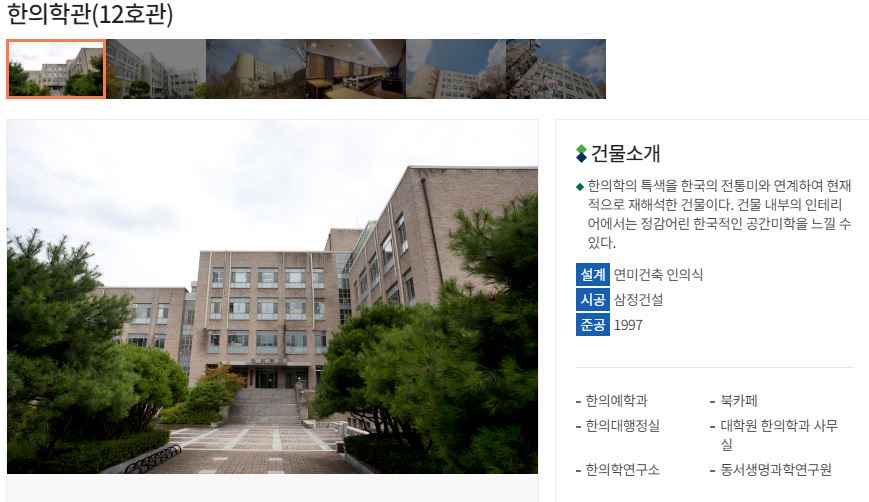 한의학관(12호관)
건물소개
한의학의 특색을 한국의 전통미와 연계하여 현재
적으로 재해석한 건물이다. 건물 내부의 인테리
어에서는 정감어린 한국적인 공간미학을 느낄 수
있다.
설계 연미건축 인의식
시공 삼정건설
준공 1997
- 한의예학과
- 북카페
- 한의대행정실
- 대학원 한의학과 사무
실
- 한의학연구소
- 동서생명과학연구원